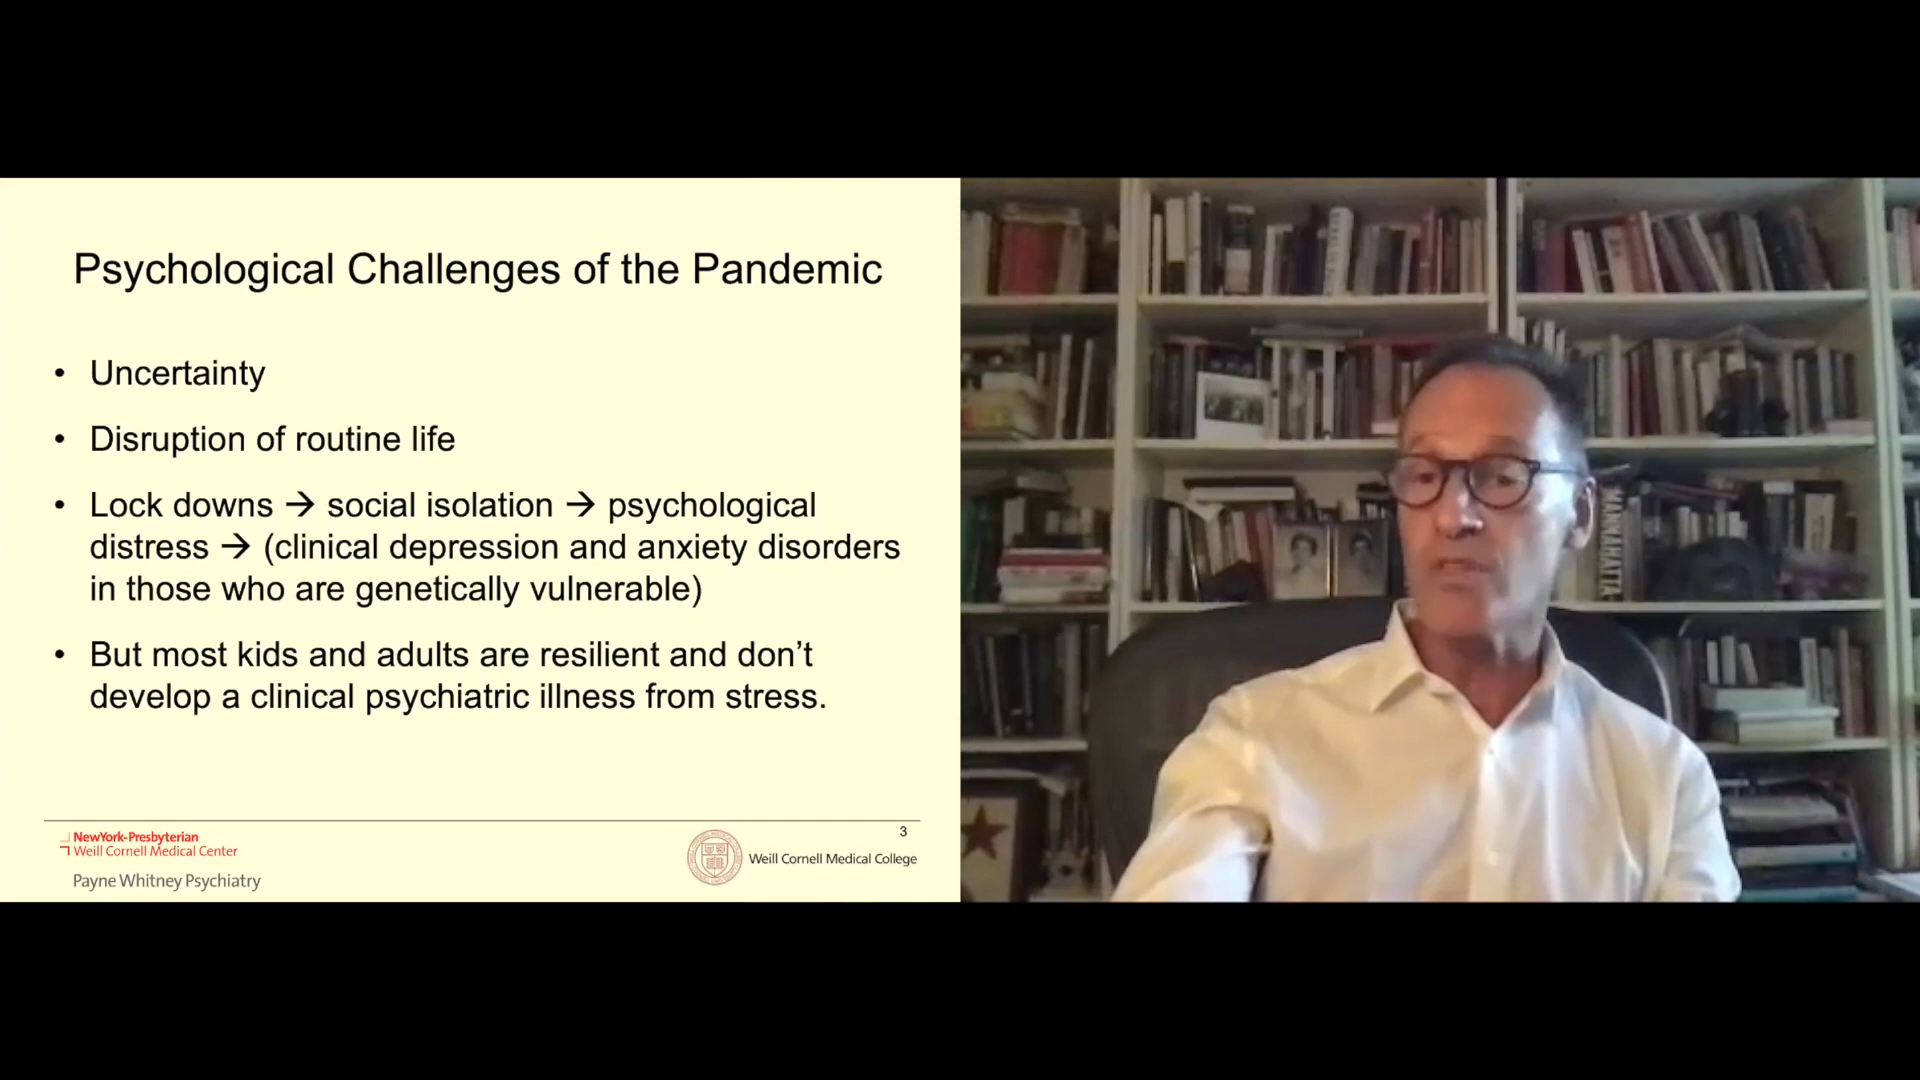 Psychological Challenges of the Pandemic
• Uncertainty
• Disruption of routine life
• Lock downs → social isolation → psychological
distress → (clinical depression and anxiety disorders
in those who are genetically vulnerable)
• But most kids and adults are resilient and don't
develop a clinical psychiatric illness from stress.
3
NewYork-Presbyterian
Weill Cornell Medical Center
Payne Whitney Psychiatry
Weill Cornell Medical College
MANNAHATTA